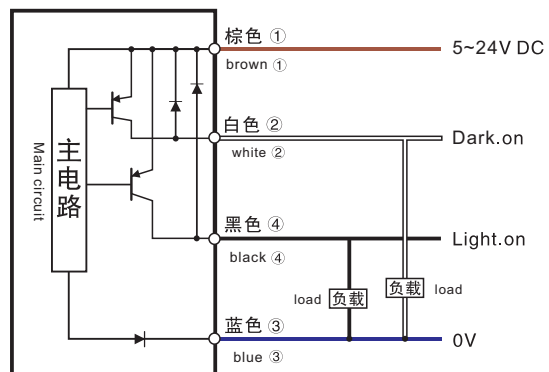 棕色 ①
brown ①
5~24V DC
白色 ②
white ②
Dark.on
主电路
Main circuit
黑色 ④
black ④
Light.on
load 负载
负载 load
蓝色 ③
blue ③
0V